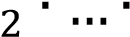 2 ˙ … ˙